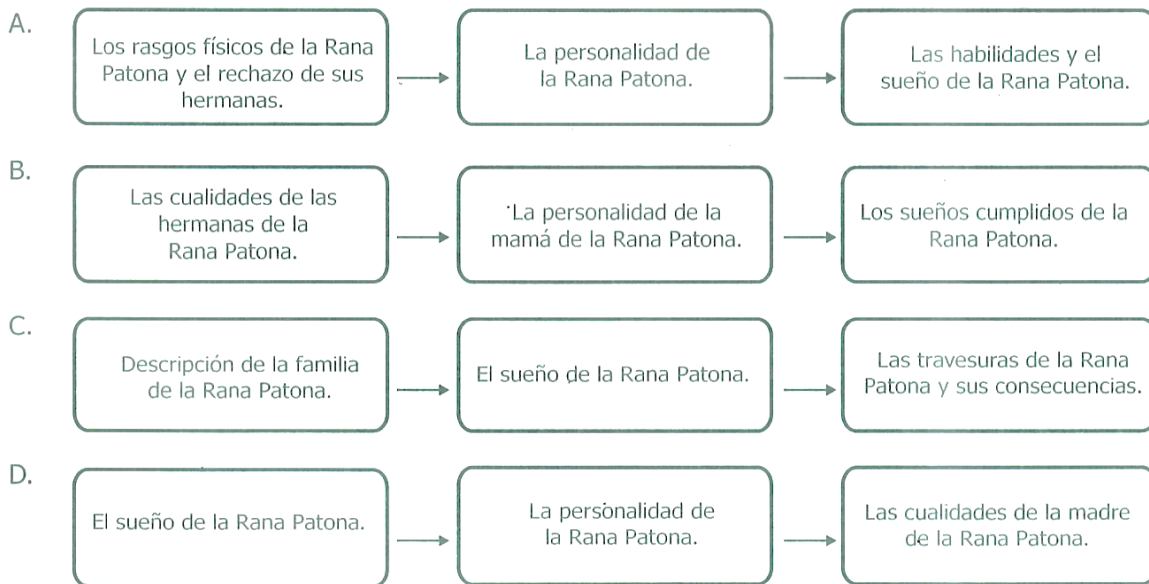 A.
Los rasgos físicos de la Rana
Patona y el rechazo de sus
hermanas.
La personalidad de
la Rana Patona.
Las habilidades y el
sueño de la Rana Patona.
B.
Las cualidades de las
hermanas de la
Rana Patona.
La personalidad de la
mamá de la Rana Patona.
Los sueños cumplidos de la
Rana Patona.
C.
Descripción de la familia
de la Rana Patona.
El sueño de la Rana Patona.
Las travesuras de la Rana
Patona y sus consecuencias.
D.
El sueño de la Rana Patona.
La personalidad de
la Rana Patona.
Las cualidades de la madre
de la Rana Patona.